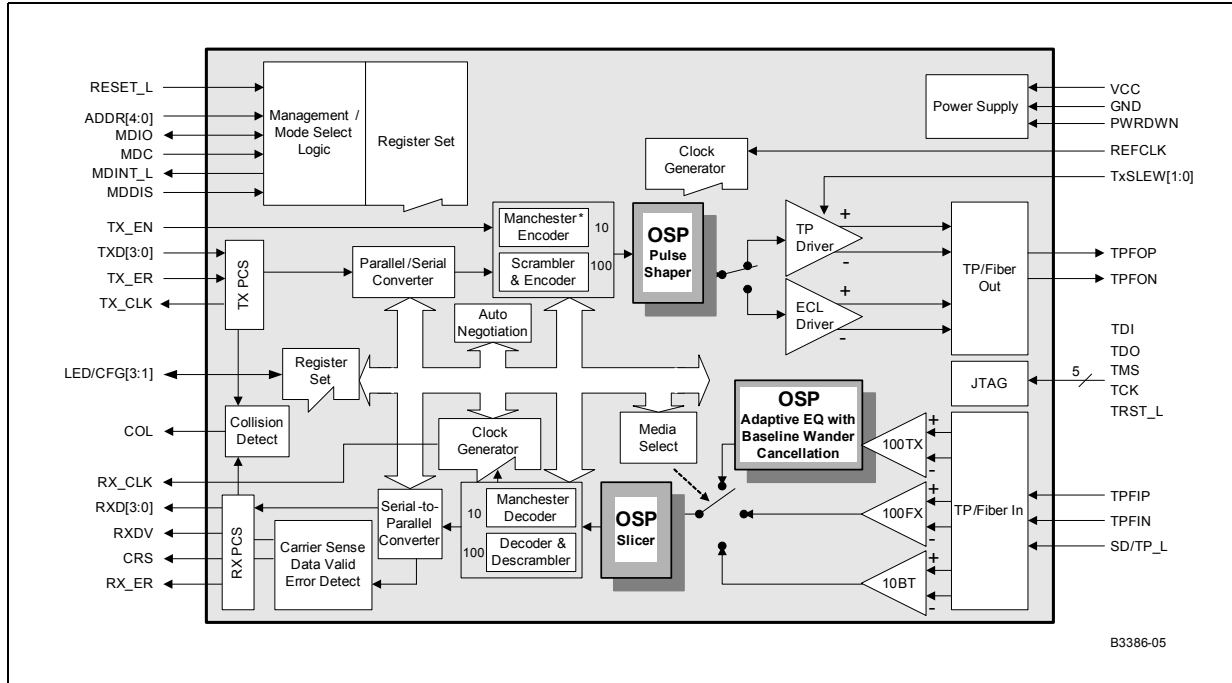 RESET_L
ADDR[4:0]
MDIO
MDC
MDINT_L
MDDIS
TX_EN
TXD[3:0]
TX_ER
TX_CLK
LED/CFG[3:1]
COL
RX_CLK
RXD[3:0]
RXDV
CRS
RX_ER
Management /
Mode Select
Logic
Register Set
TX PCS
Parallel/Serial
Converter
Manchester*
Encoder
10
Scrambler
& Encoder
100
Auto
Negotiation
Register
Set
Collision
Detect
Clock
Generator
RX PCS
Carrier Sense
Data Valid
Error Detect
Serial-to-
Parallel
Converter
10
Manchester
Decoder
100
Decoder &
Descrambler
OSP
Slicer
Media
Select
OSP
Pulse
Shaper
Clock
Generator
+
TP
Driver
-
+
ECL
Driver
-
TP/Fiber
Out
Power Supply
JTAG
5
OSP
Adaptive EQ with
Baseline Wander
Cancellation
+
100TX
-
+
100FX
-
+
10BT
-
TP/Fiber In
VCC
GND
PWRDWN
REFCLK
TxSLEW[1:0]
TPFOP
TPFON
TDI
TDO
TMS
TCK
TRST_L
TPFIP
TPFIN
SD/TP_L
B3386-05